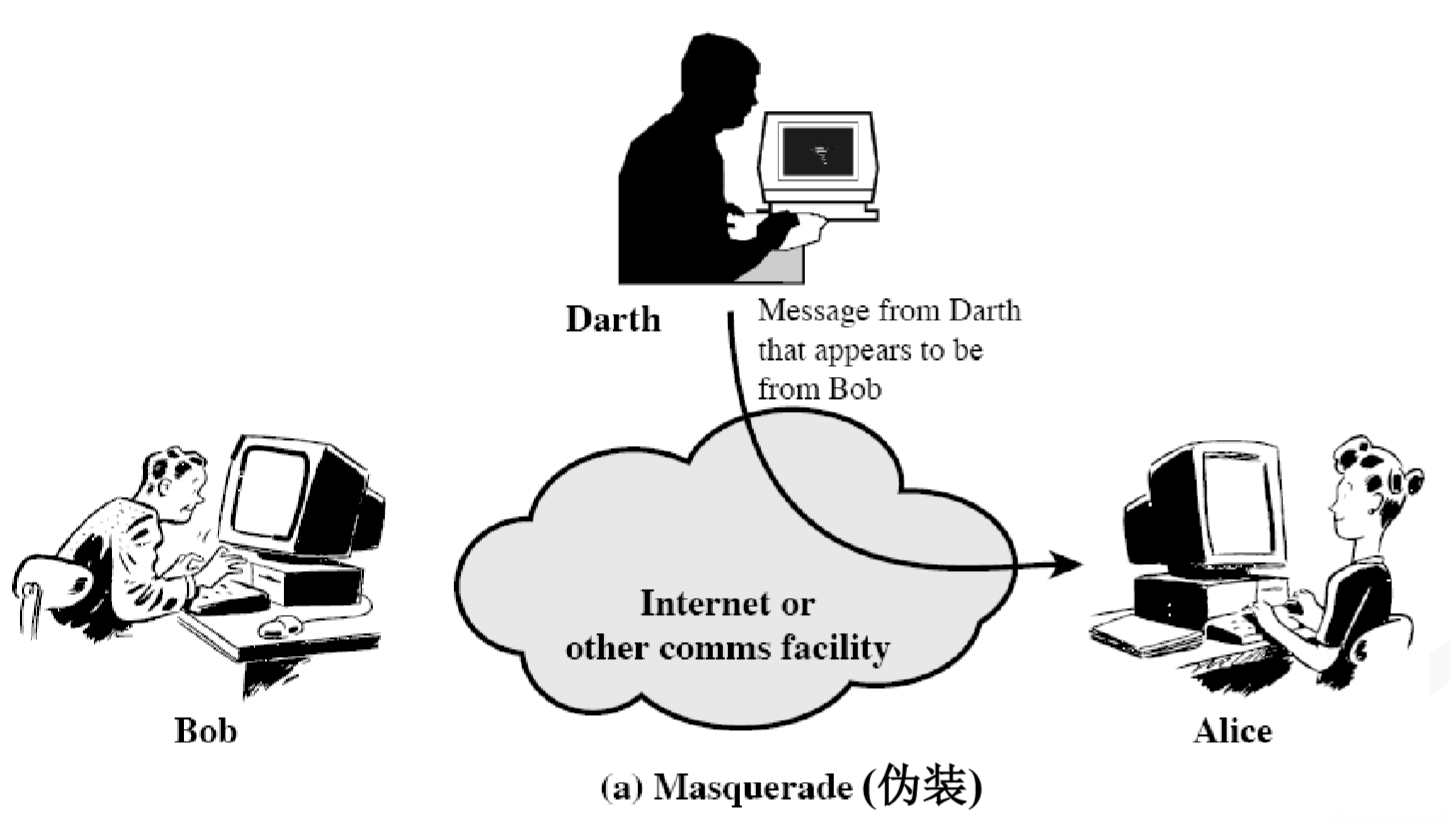 Darth
Message from Darth
that appears to be
from Bob
Internet or
other comms facility
Bob
Alice
(a) Masquerade (伪装)